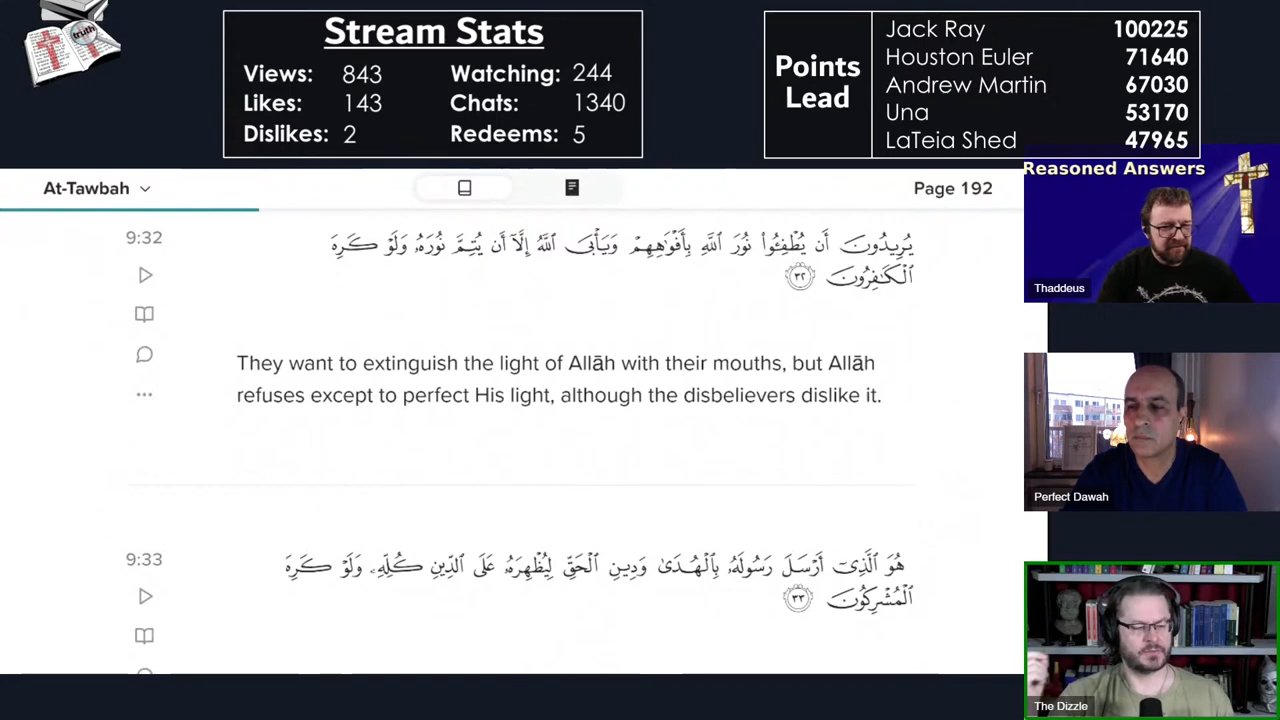 truth
Stream Stats
Views: 843 Watching: 244
Likes: 143 Chats: 1340
Dislikes: 2 Redeems: 5
Points
Lead
Jack Ray 100225
Houston Euler 71640
Andrew Martin 67030
Una 53170
LaTeia Shed 47965
At-Tawbah
Page 192
9:32
يُرِيدُونَ أَن يُطْفِـُٔوا۟ نُورَ ٱللَّهِ بِأَفْوَٰهِهِمْ وَيَأْبَى ٱللَّهُ إِلَّآ أَن يُتِمَّ نُورَهُۥ وَلَوْ كَرِهَ
ٱلْكَـٰفِرُونَ ٣٢
They want to extinguish the light of Allāh with their mouths, but Allāh
refuses except to perfect His light, although the disbelievers dislike it.
9:33
هُوَ ٱلَّذِىٓ أَرْسَلَ رَسُولَهُۥ بِٱلْهُدَىٰ وَدِينِ ٱلْحَقِّ لِيُظْهِرَهُۥ عَلَى ٱلدِّينِ كُلِّهِۦ وَلَوْ كَرِهَ
ٱلْمُشْرِكُونَ ٣٣
Reasoned Answers
Thaddeus
Perfect Dawah
The Dizzle